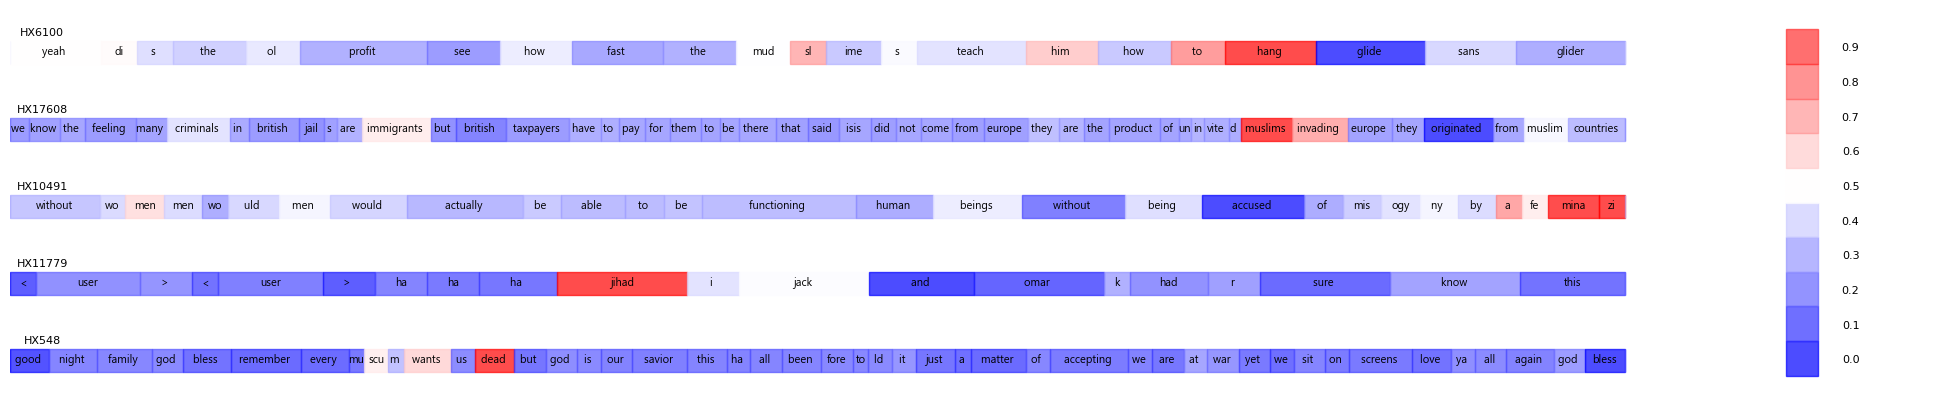 HX6100
yeah di s the ol profit see how fast the mud sl ime s teach him how to hang glide sans glider
HX17608
we know the feeling many criminals in british jail s are immigrants but british taxpayers have to pay for them to be there that said isis did not come from europe they are the product of un in vite d muslims invading europe they originated from muslim countries
HX10491
without wo men men wo uld men would actually be able to be functioning human beings without being accused of mis ogy ny by a fe mina zi
HX11779
< user > < user > ha ha ha jihad i jack and omar k had r sure know this
HX548
good night family god bless remember every mu scu m wants us dead but god is our savior this ha all been fore to ld it just a matter of accepting we are at war yet we sit on screens love ya all again god bless
0.9
0.8
0.7
0.6
0.5
0.4
0.3
0.2
0.1
0.0